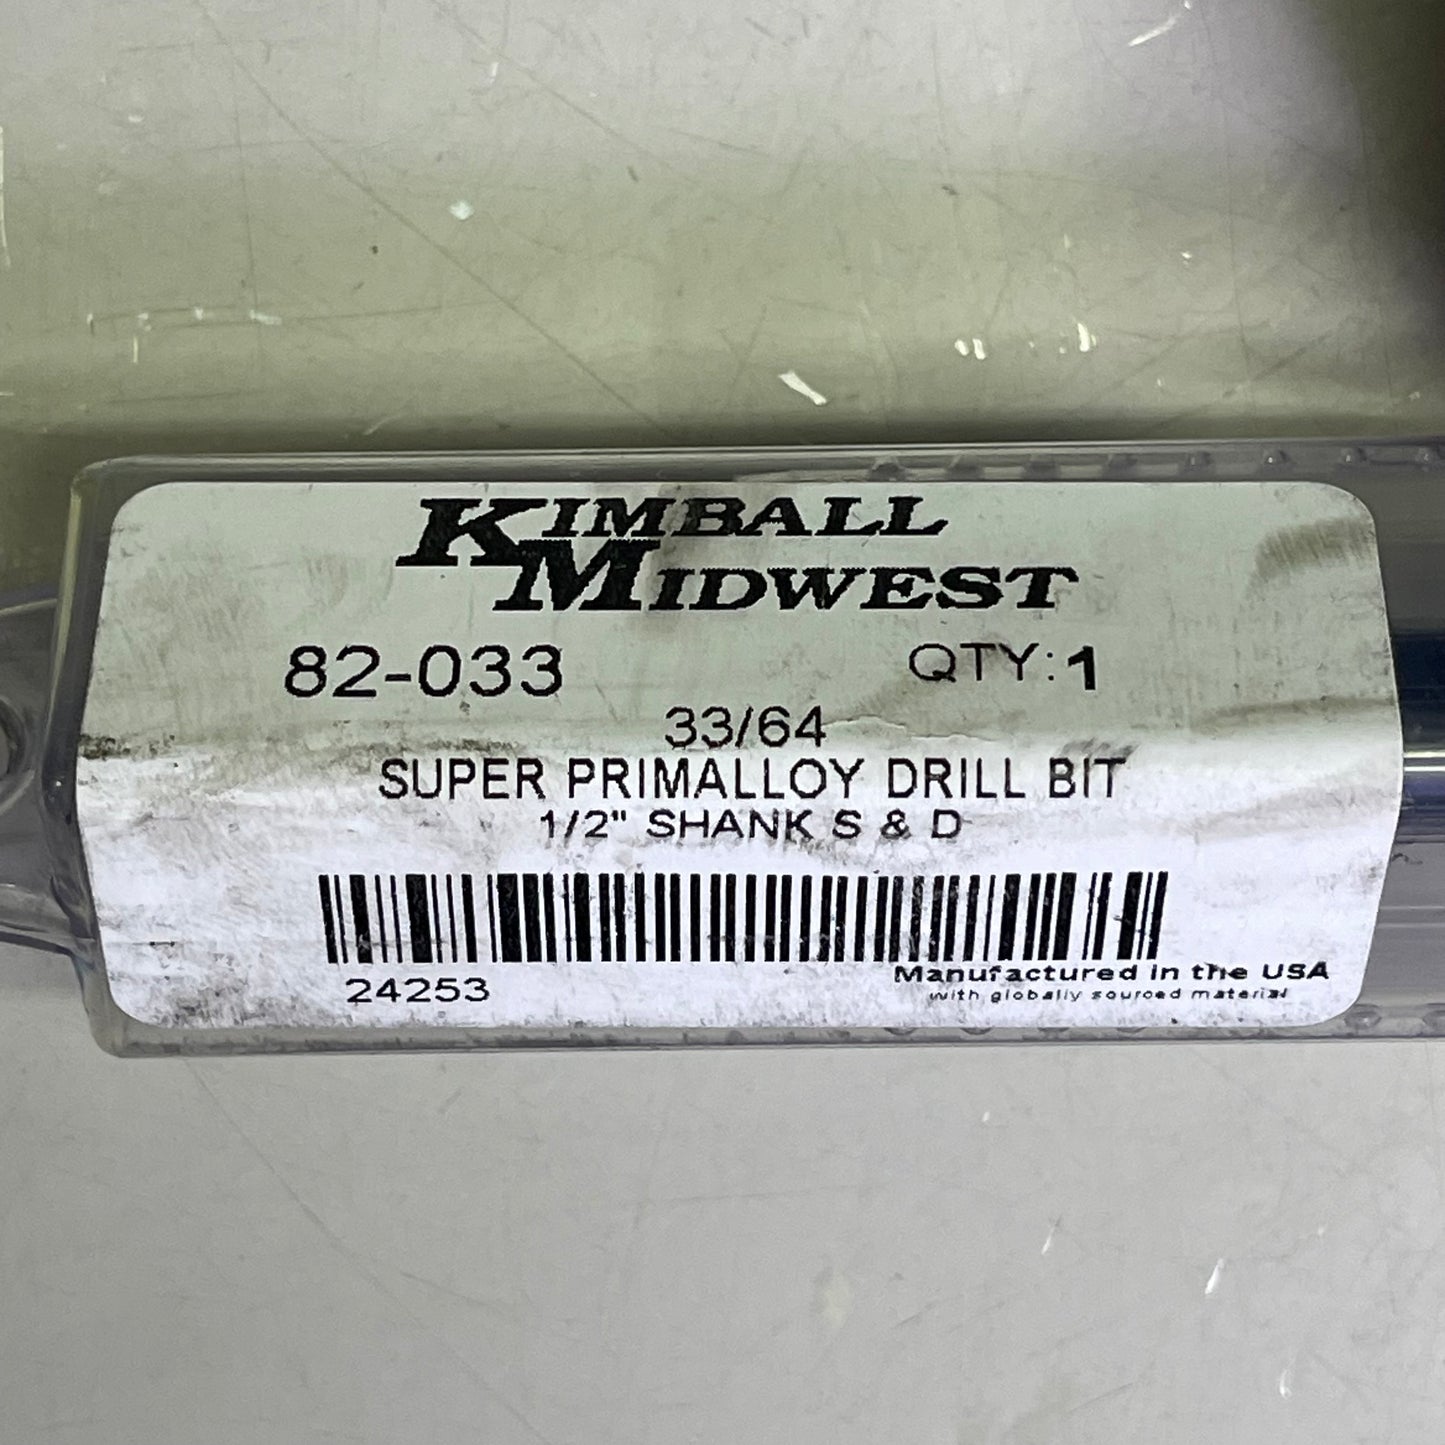 KIMBALL
MIDWEST
82-033 QTY: 1
33/64
SUPER PRIMALLOY DRILL BIT
1/2" SHANK S & D
24253
Manufactured in the USA
with globally sourced material